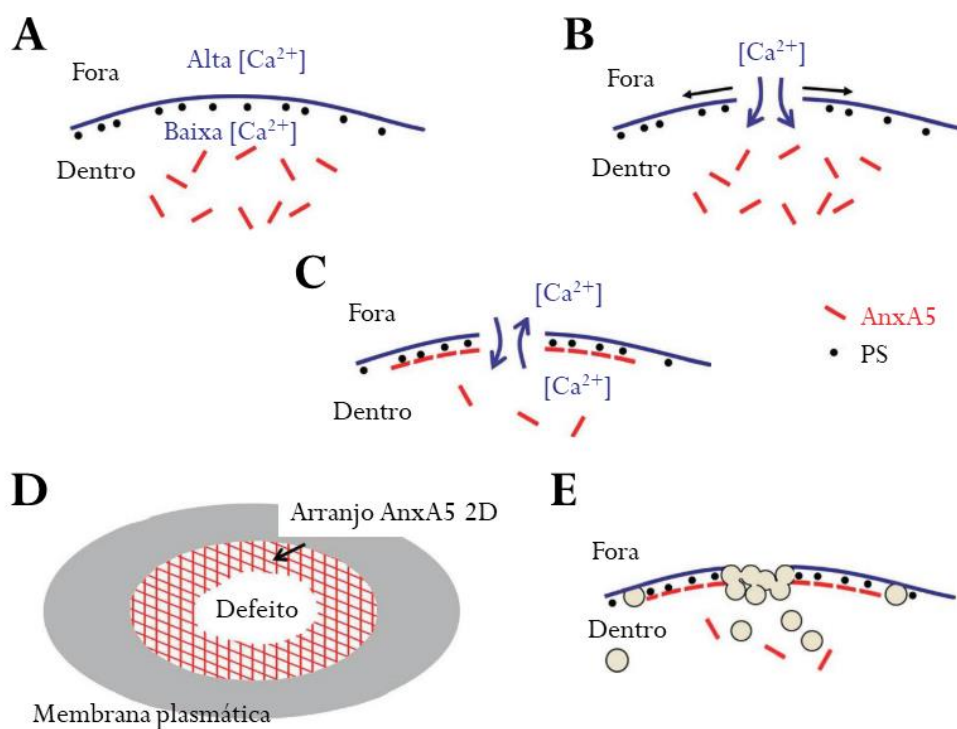 A
Fora
Alta [Ca²⁺]
Baixa [Ca²⁺]
Dentro
B
[Ca²⁺]
Fora
Dentro
C
Fora
[Ca²⁺]
[Ca²⁺]
Dentro
AnxA5
PS
D
Arranjo AnxA5 2D
Defeito
Membrana plasmática
E
Fora
Dentro